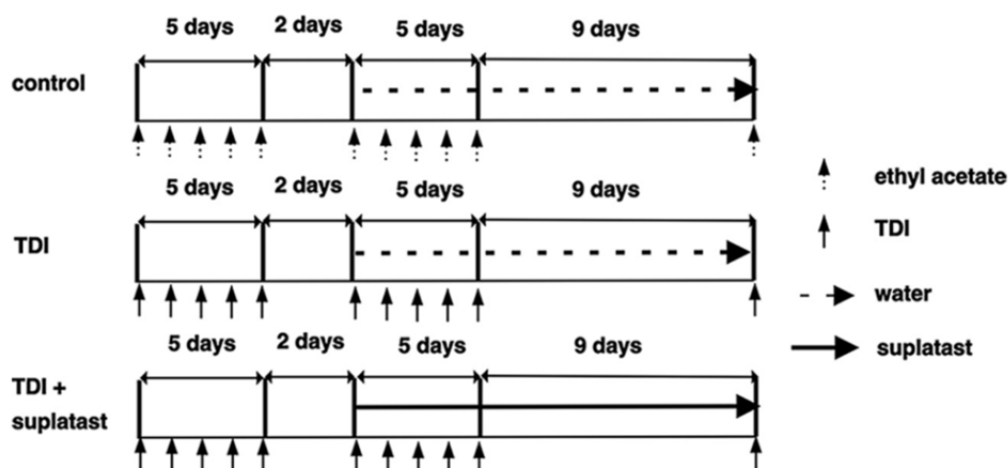 5 days 2 days 5 days 9 days
control
5 days 2 days 5 days 9 days
TDI
5 days 2 days 5 days 9 days
TDI +
suplatast
ethyl acetate
TDI
water
suplatast